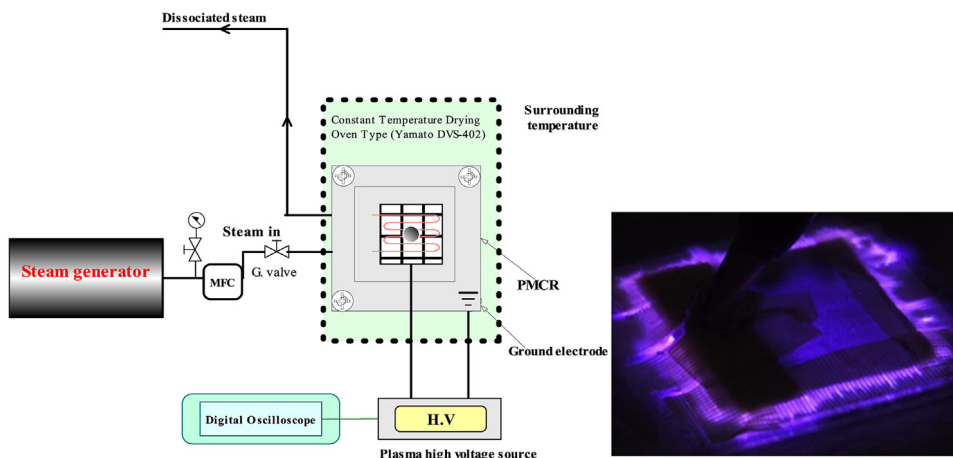 Dissociated steam
Constant Temperature Drying
Oven Type (Yamato DVS-402)
Surrounding
temperature
Steam in
G. valve
Steam generator
MFC
PMCR
Ground electrode
Digital Oscilloscope
H.V
Plasma high voltage source